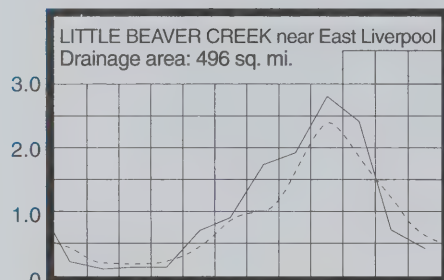 LITTLE BEAVER CREEK near East Liverpool
Drainage area: 496 sq. mi.
3.0
2.0
1.0
0